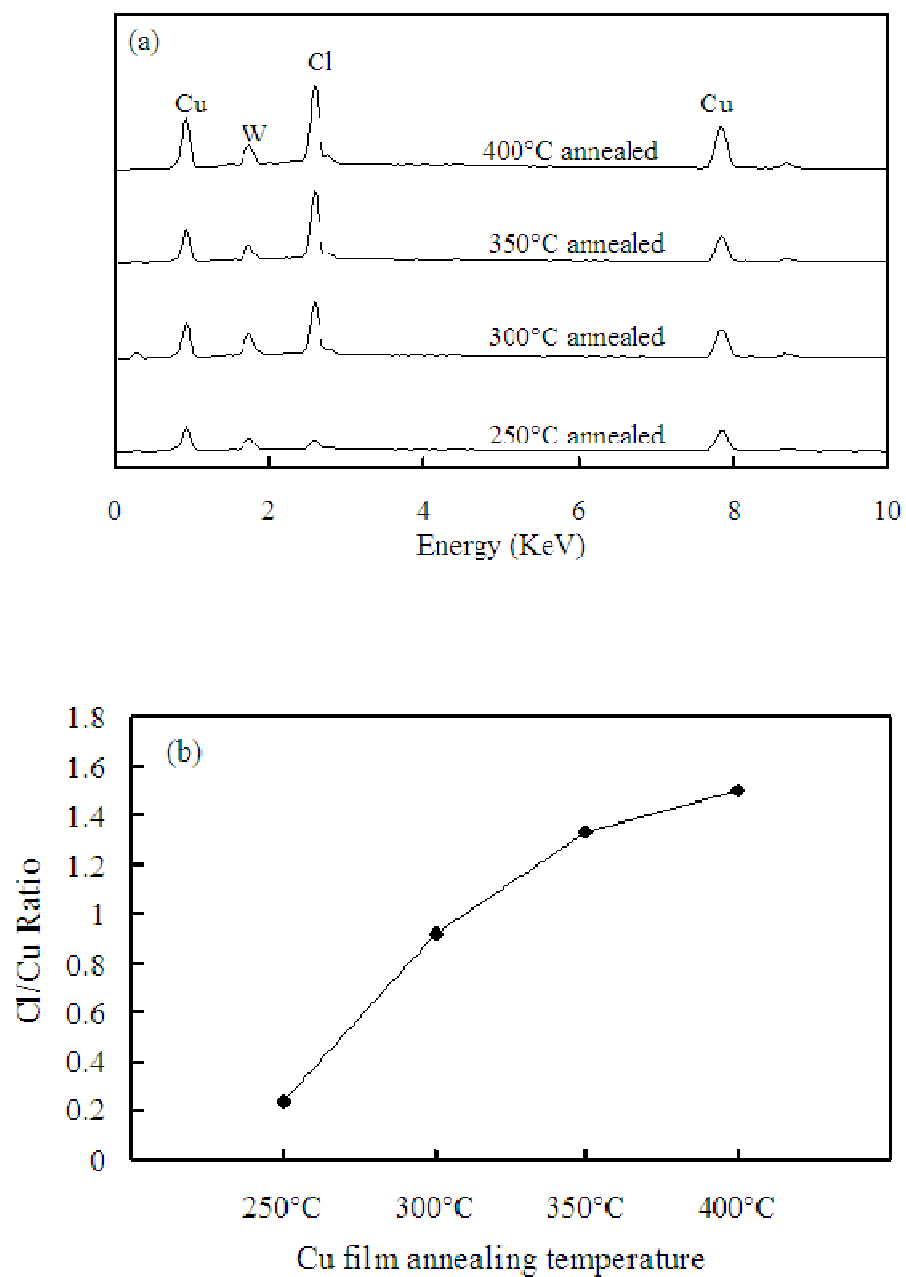 (a)
Cl
Cu
Cu
W
400°C annealed
350°C annealed
300°C annealed
250°C annealed
0 2 4 6 8 10
Energy (KeV)
1.8
(b)
1.6
1.4
1.2
1
0.8
0.6
0.4
0.2
0
Cl/Cu Ratio
250°C 300°C 350°C 400°C
Cu film annealing temperature